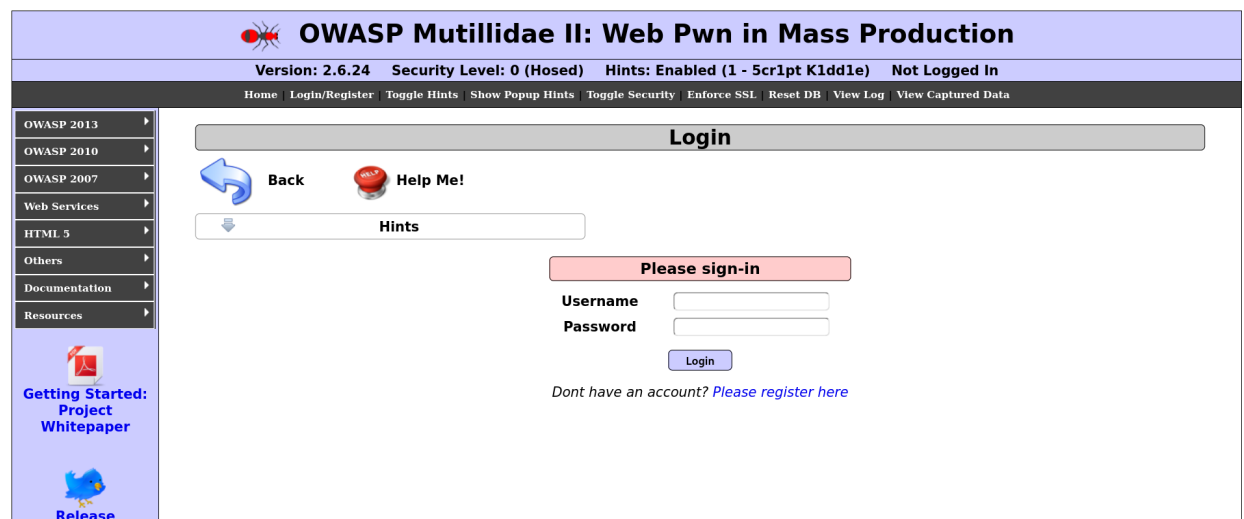 OWASP Mutillidae II: Web Pwn in Mass Production
Version: 2.6.24 Security Level: 0 (Hosed) Hints: Enabled (1 - 5cr1pt K1dd1e) Not Logged In
Home | Login/Register | Toggle Hints | Show Popup Hints | Toggle Security | Enforce SSL | Reset DB | View Log | View Captured Data
OWASP 2013
OWASP 2010
OWASP 2007
Web Services
HTML 5
Others
Documentation
Resources
Getting Started:
Project
Whitepaper
Release
Login
Back
HELP
Help Me!
Hints
Please sign-in
Username
Password
Login
Dont have an account? Please register here